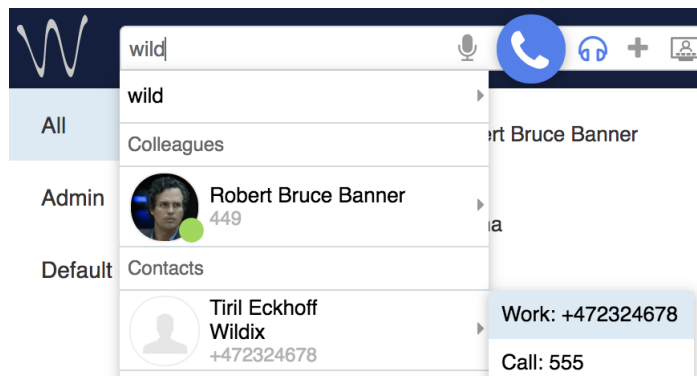 wild
wild
All
Colleagues
rt Bruce Banner
Admin
Robert Bruce Banner
449
a
Default
Contacts
Tiril Eckhoff
Wildix
+472324678
Work: +472324678
Call: 555